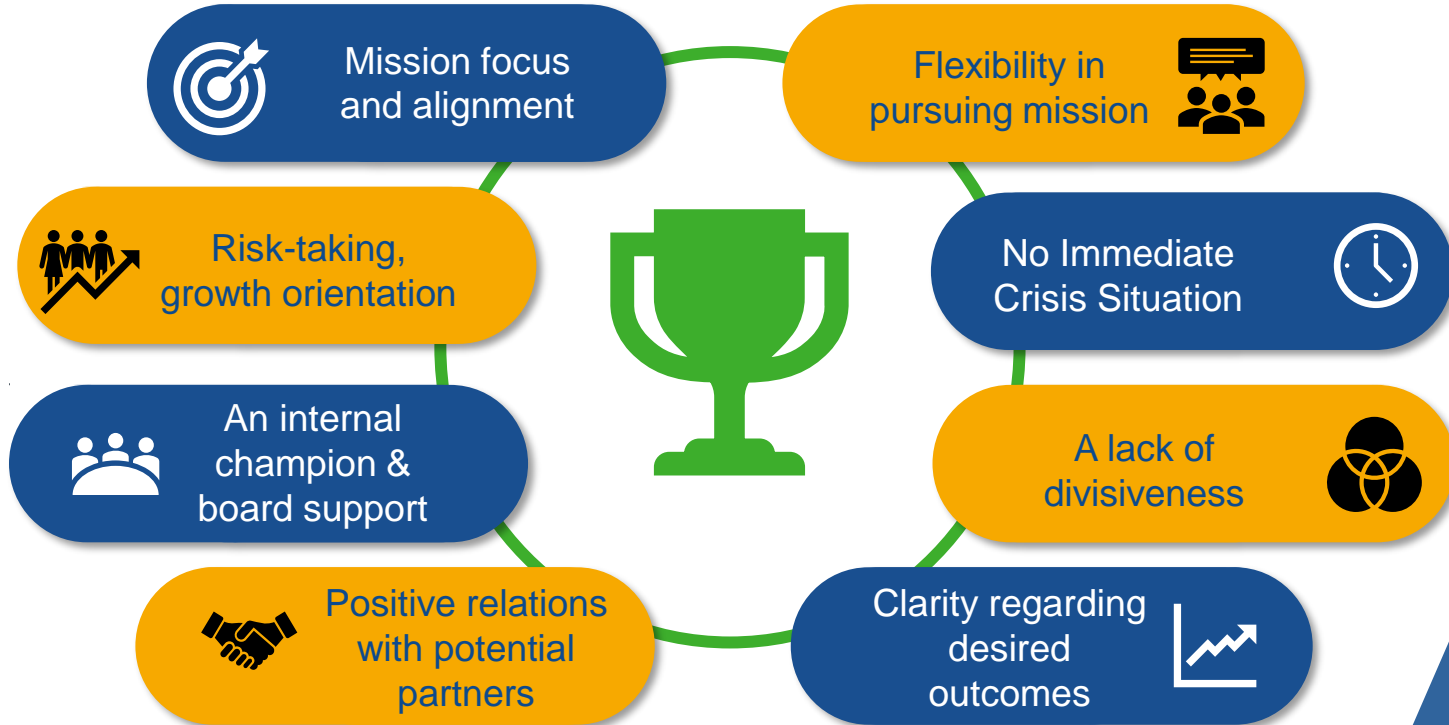 Mission focus
and alignment
Flexibility in
pursuing mission
Risk-taking,
growth orientation
No Immediate
Crisis Situation
An internal
champion &
board support
A lack of
divisiveness
Positive relations
with potential
partners
Clarity regarding
desired
outcomes